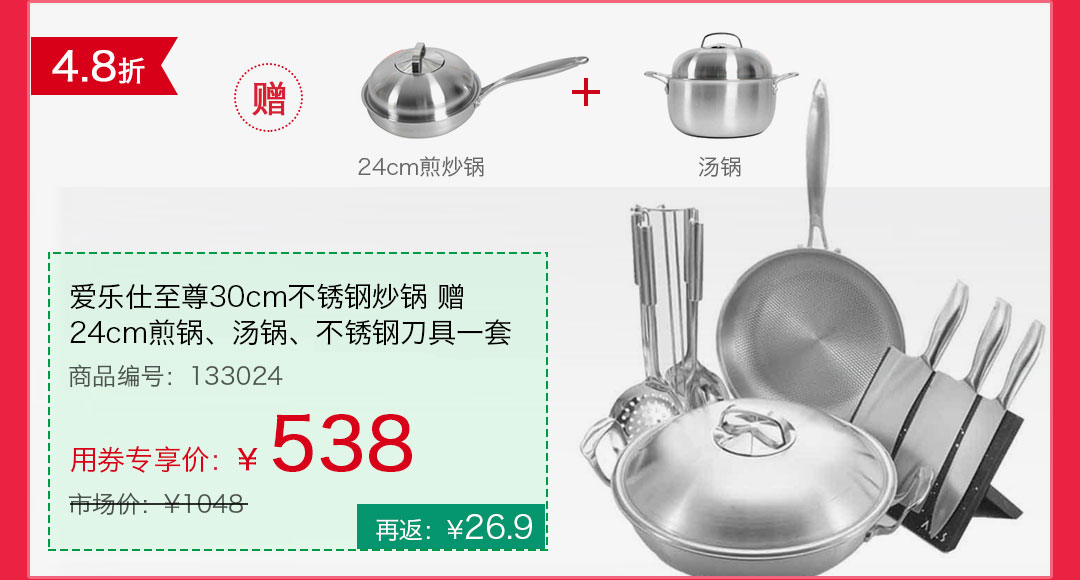 4.8折
赠
+
24cm煎炒锅
汤锅
爱乐仕至尊30cm不锈钢炒锅 赠
24cm煎锅、汤锅、不锈钢刀具一套
商品编号：133024
用券专享价：￥538
市场价：￥1048
再返：￥26.9